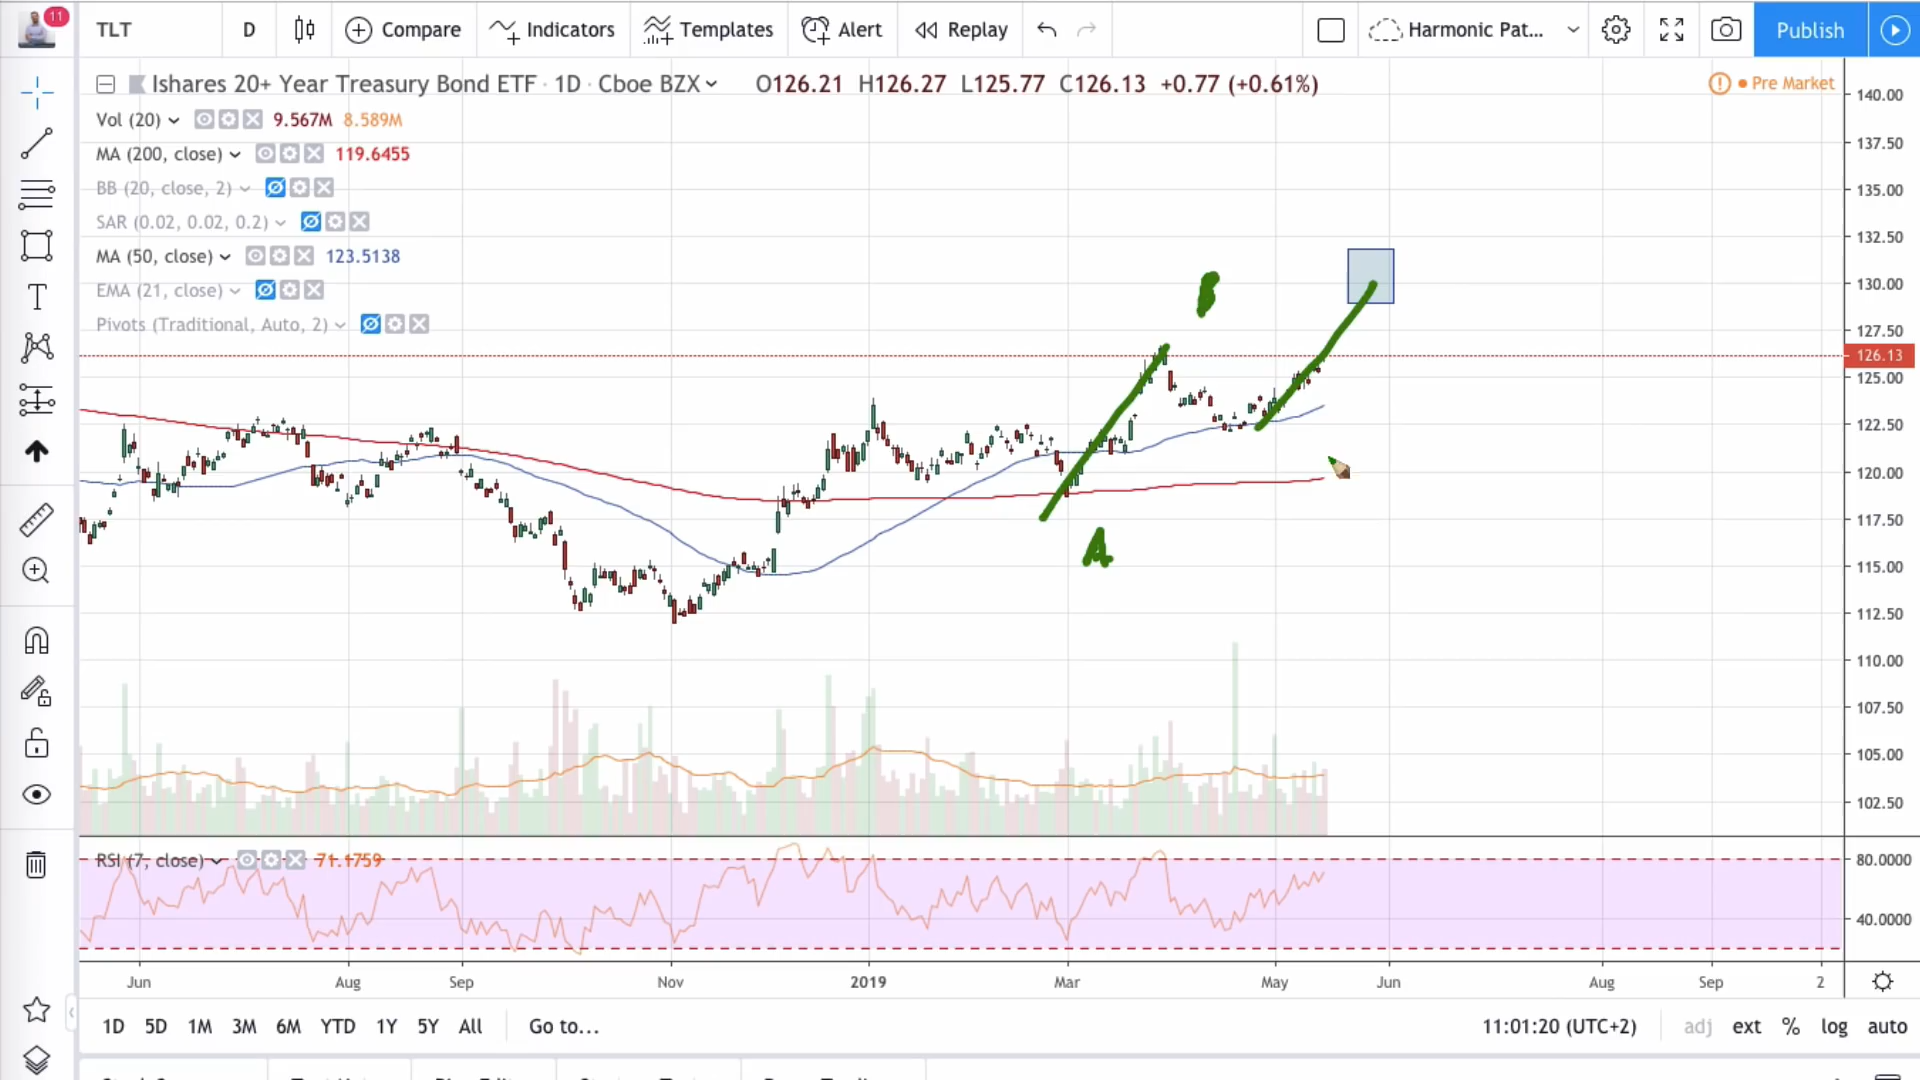 11
TLT D Compare Indicators Templates Alert Replay Harmonic Pat... Publish
Ishares 20+ Year Treasury Bond ETF · 1D · Cboe BZX O126.21 H126.27 L125.77 C126.13 +0.77 (+0.61%) Pre Market
Vol (20) 9.567M 8.589M
MA (200, close) 119.6455
BB (20, close, 2)
SAR (0.02, 0.02, 0.2)
MA (50, close) 123.5138
EMA (21, close)
Pivots (Traditional, Auto, 2)
140.00
137.50
135.00
132.50
130.00
127.50
126.13
125.00
122.50
120.00
117.50
115.00
112.50
110.00
107.50
105.00
102.50
A
RSI (7, close) 71.1759
80.0000
40.0000
Jun Aug Sep Nov 2019 Mar May Jun Aug Sep 2
1D 5D 1M 3M 6M YTD 1Y 5Y All Go to... 11:01:20 (UTC+2) adj ext % log auto